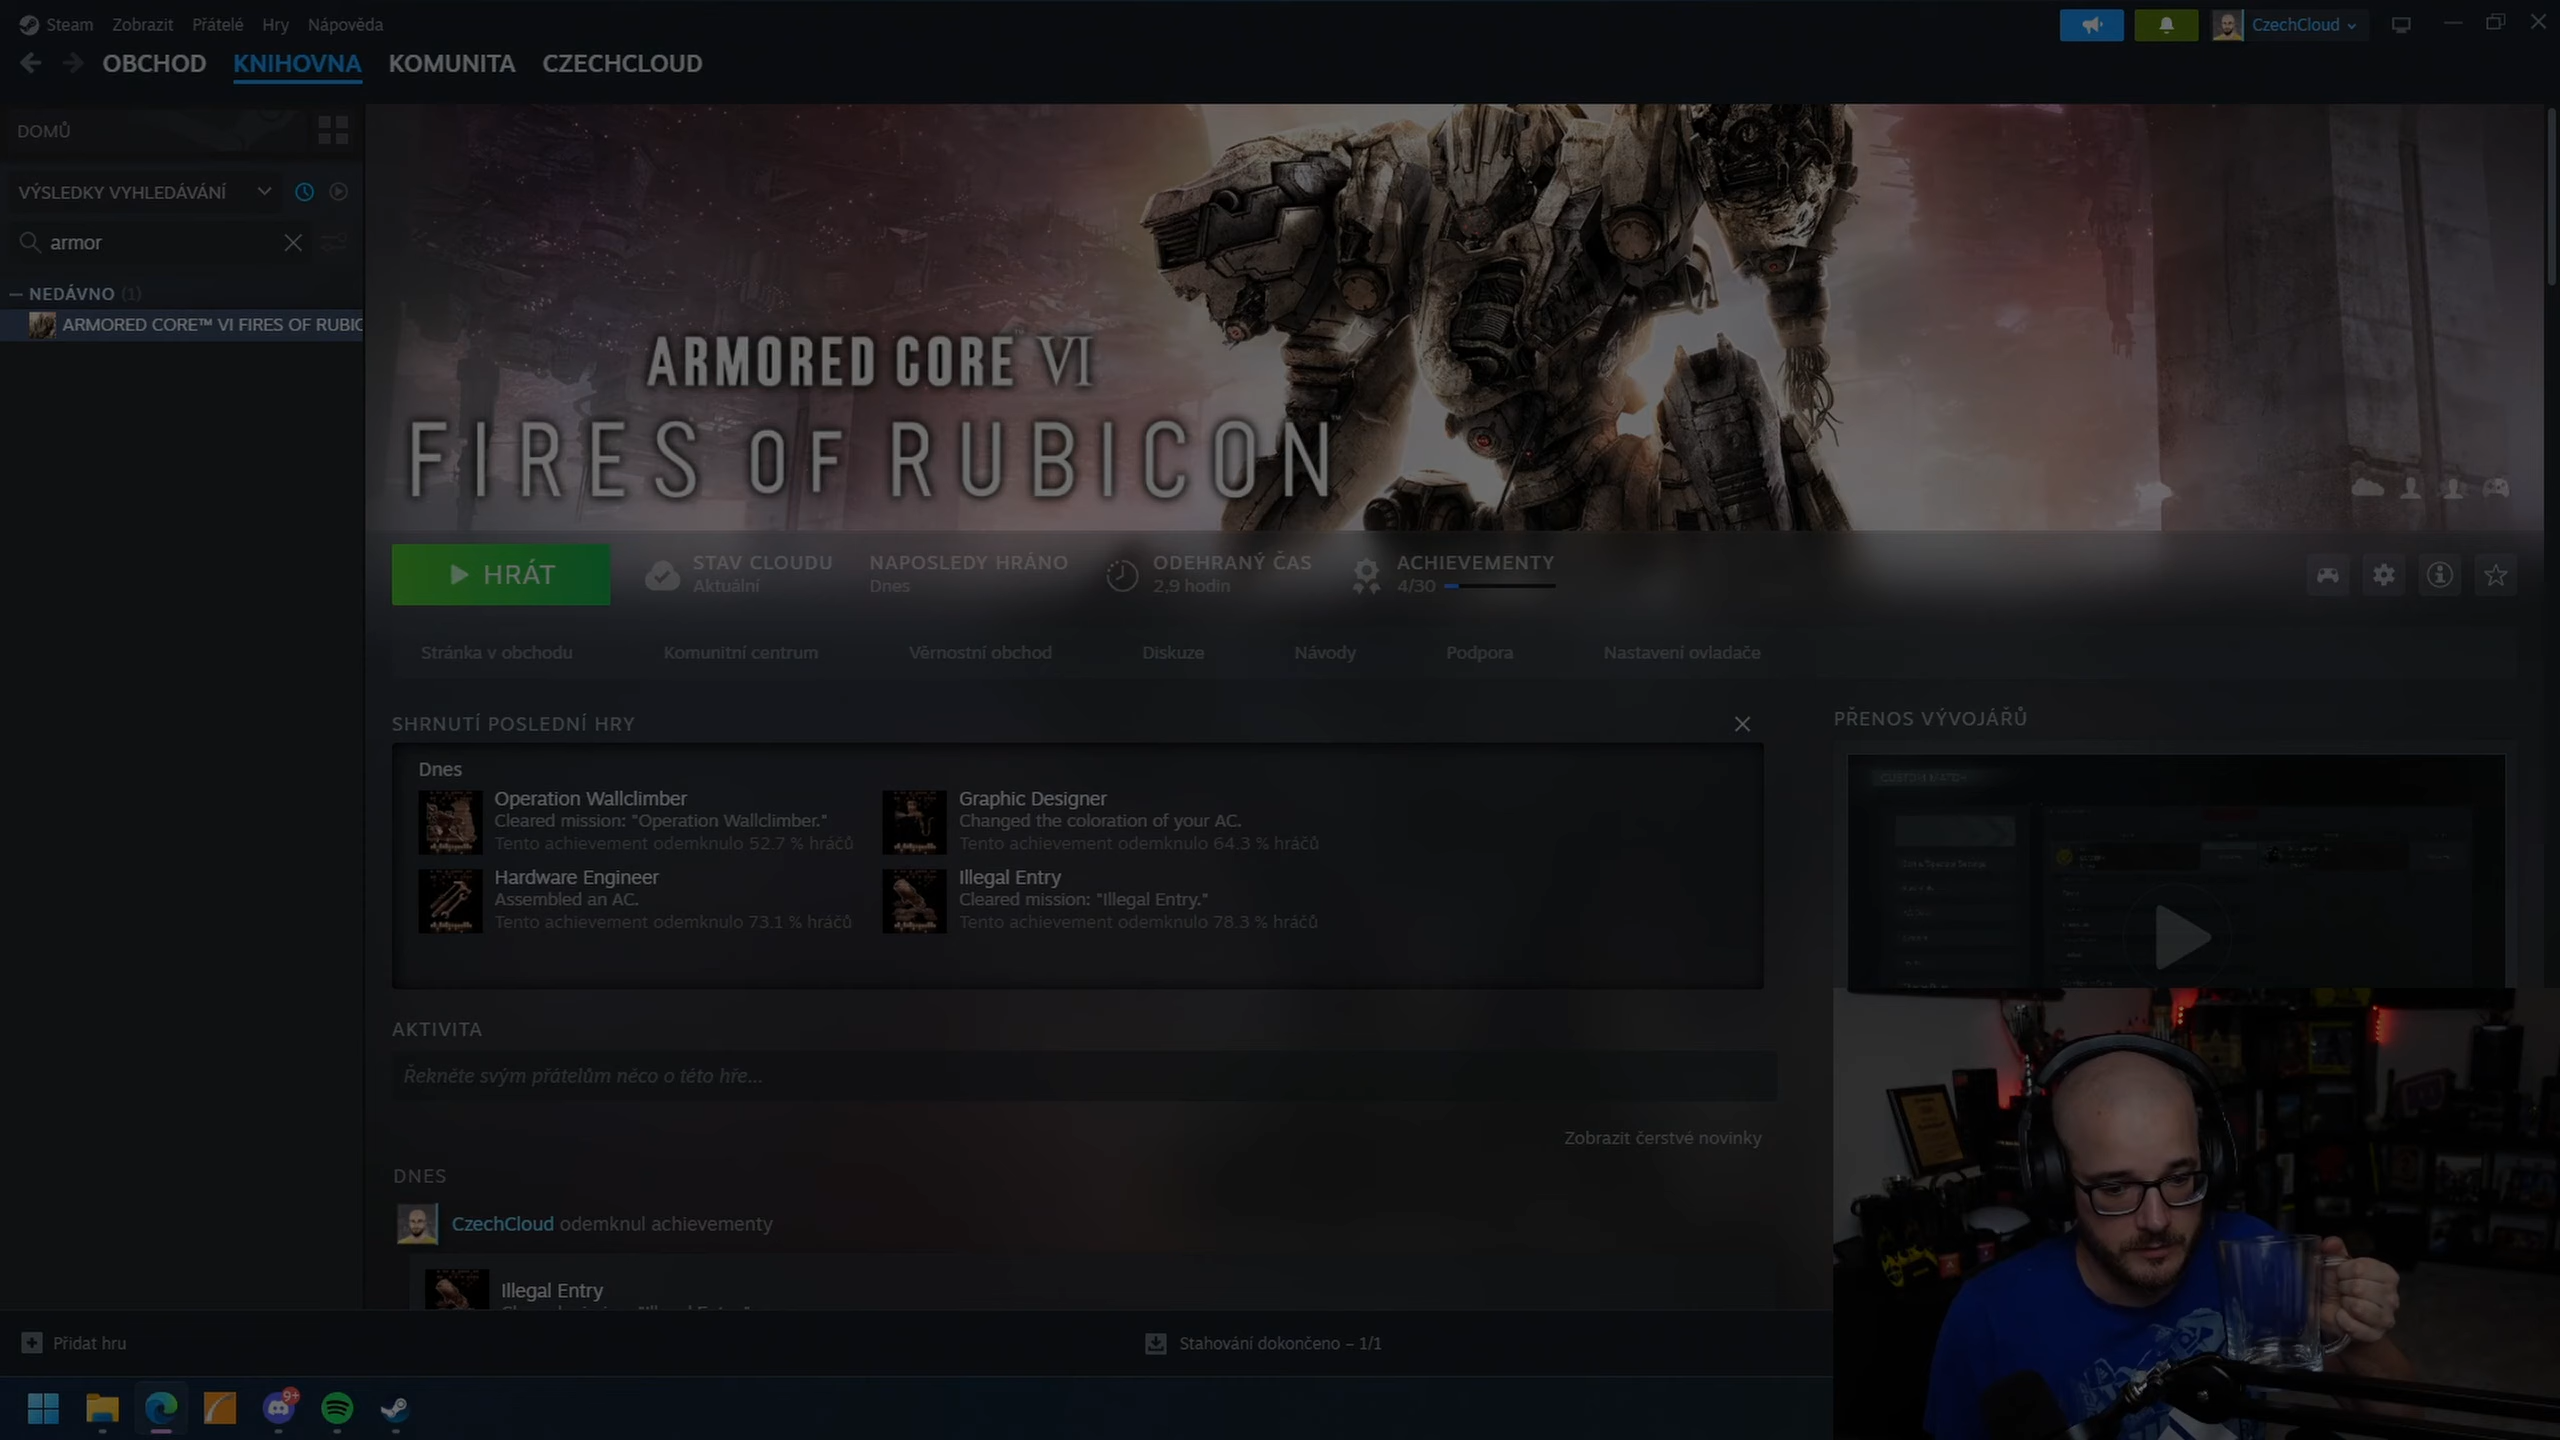 Steam Zobrazit Přátelé Hry Nápověda
CzechCloud
OBCHOD KNIHOVNA KOMUNITA CZECHCLOUD
DOMŮ
VÝSLEDKY VYHLEDÁVÁNÍ
armor
NEDÁVNO (1)
ARMORED CORE™ VI FIRES OF RUBIC
ARMORED CORE VI
FIRES OF RUBICON™
HRÁT
STAV CLOUDU
Aktuální
NAPOSLEDY HRÁNO
Dnes
ODEHRANÝ ČAS
2,9 hodin
ACHIEVEMENTY
4/30
Stránka v obchodu Komunitní centrum Věrnostní obchod Diskuze Návody Podpora Nastavení ovladače
SHRNUTÍ POSLEDNÍ HRY
Dnes
Operation Wallclimber
Cleared mission: "Operation Wallclimber."
Tento achievement odemknulo 52.7 % hráčů
Graphic Designer
Changed the coloration of your AC.
Tento achievement odemknulo 64.3 % hráčů
Hardware Engineer
Assembled an AC.
Tento achievement odemknulo 73.1 % hráčů
Illegal Entry
Cleared mission: "Illegal Entry."
Tento achievement odemknulo 78.3 % hráčů
PŘENOS VÝVOJÁŘŮ
CUSTOM MATCH
AKTIVITA
Řekněte svým přátelům něco o této hře...
Zobrazit čerstvé novinky
DNES
CzechCloud odemknul achievementy
Illegal Entry
Přidat hru
Stahování dokončeno – 1/1
9+